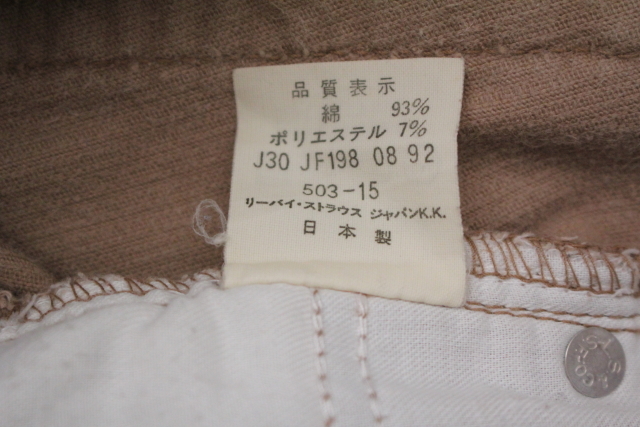 品質表示
綿 93%
ポリエステル 7%
J30 JF198 08 92
503-15
リーバイ・ストラウス ジャパンK.K.
日本製